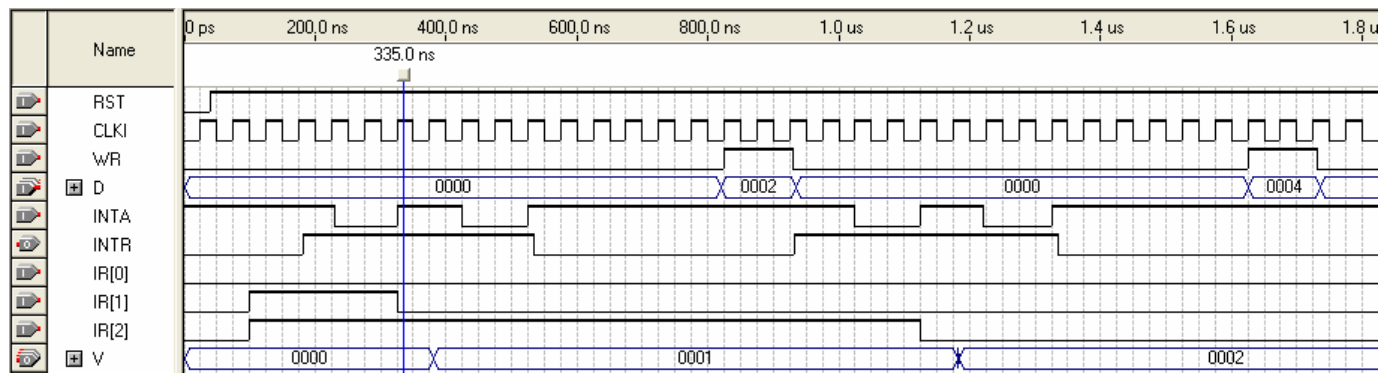 0 ps 200.0 ns 400.0 ns 600.0 ns 800.0 ns 1.0 us 1.2 us 1.4 us 1.6 us 1.8 u
Name
335.0 ns
RST
CLKI
WR
D 0000 0002 0000 0004
INTA
INTR
IR[0]
IR[1]
IR[2]
V 0000 0001 0002